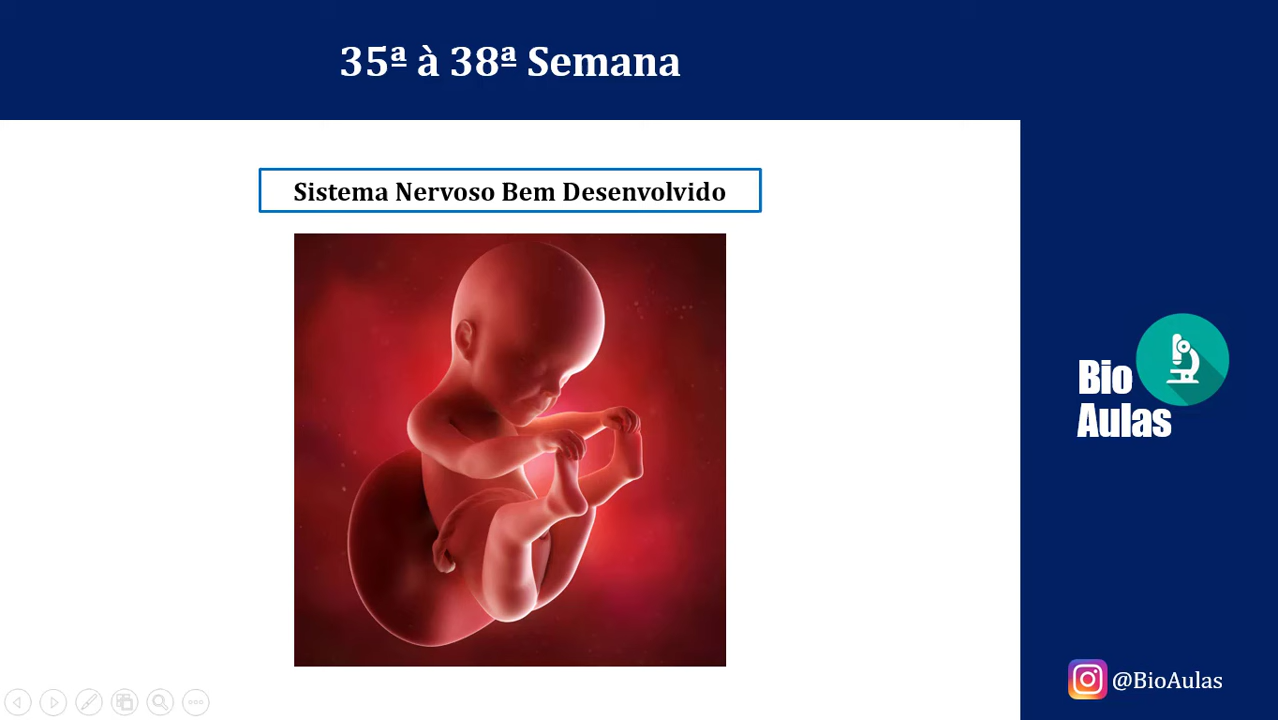 35ª à 38ª Semana
Sistema Nervoso Bem Desenvolvido
Bio
Aulas
@BioAulas